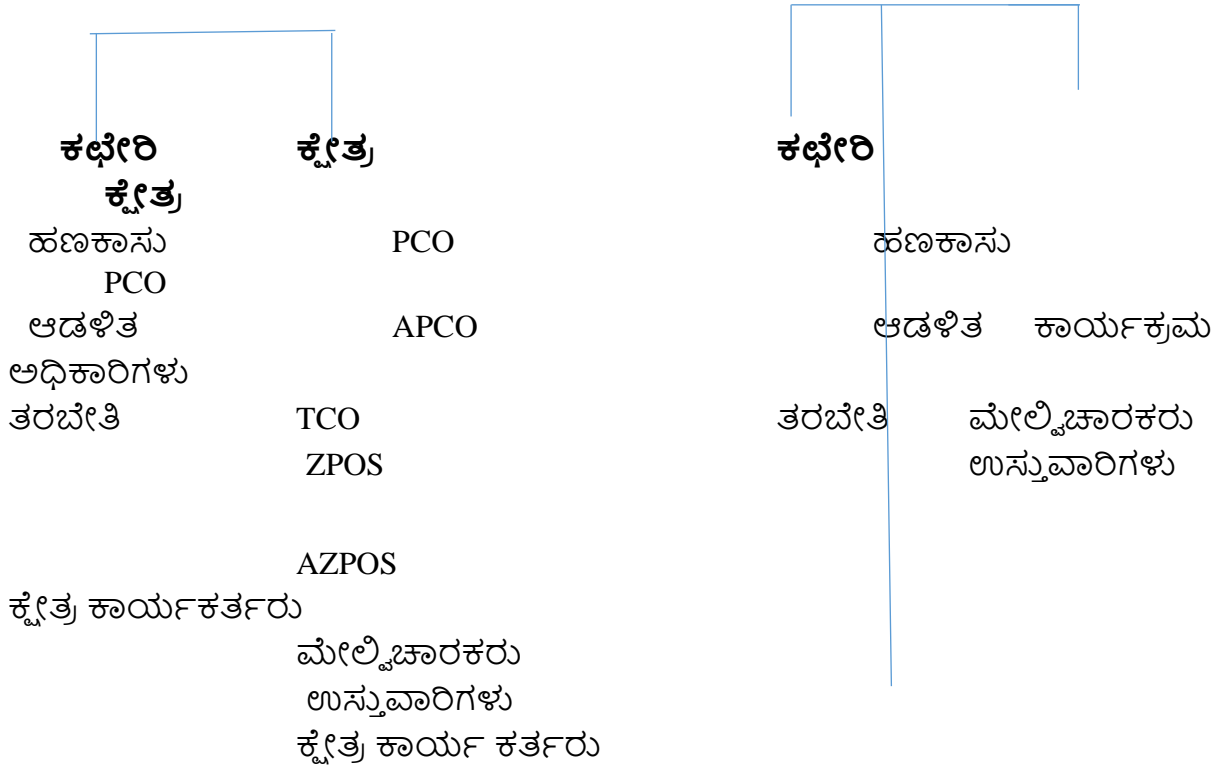 ಕಛೇರಿ ಕ್ಷೇತ್ರ ಕಛೇರಿ
ಕ್ಷೇತ್ರ
ಹಣಕಾಸು PCO ಹಣಕಾಸು
PCO
ಆಡಳಿತ APCO ಆಡಳಿತ ಕಾರ್ಯಕ್ರಮ
ಅಧಿಕಾರಿಗಳು
ತರಬೇತಿ TCO ತರಬೇತಿ ಮೇಲ್ವಿಚಾರಕರು
ZPOS ಉಸ್ತುವಾರಿಗಳು
AZPOS
ಕ್ಷೇತ್ರ ಕಾರ್ಯಕರ್ತರು
ಮೇಲ್ವಿಚಾರಕರು
ಉಸ್ತುವಾರಿಗಳು
ಕ್ಷೇತ್ರ ಕಾರ್ಯ ಕರ್ತರು